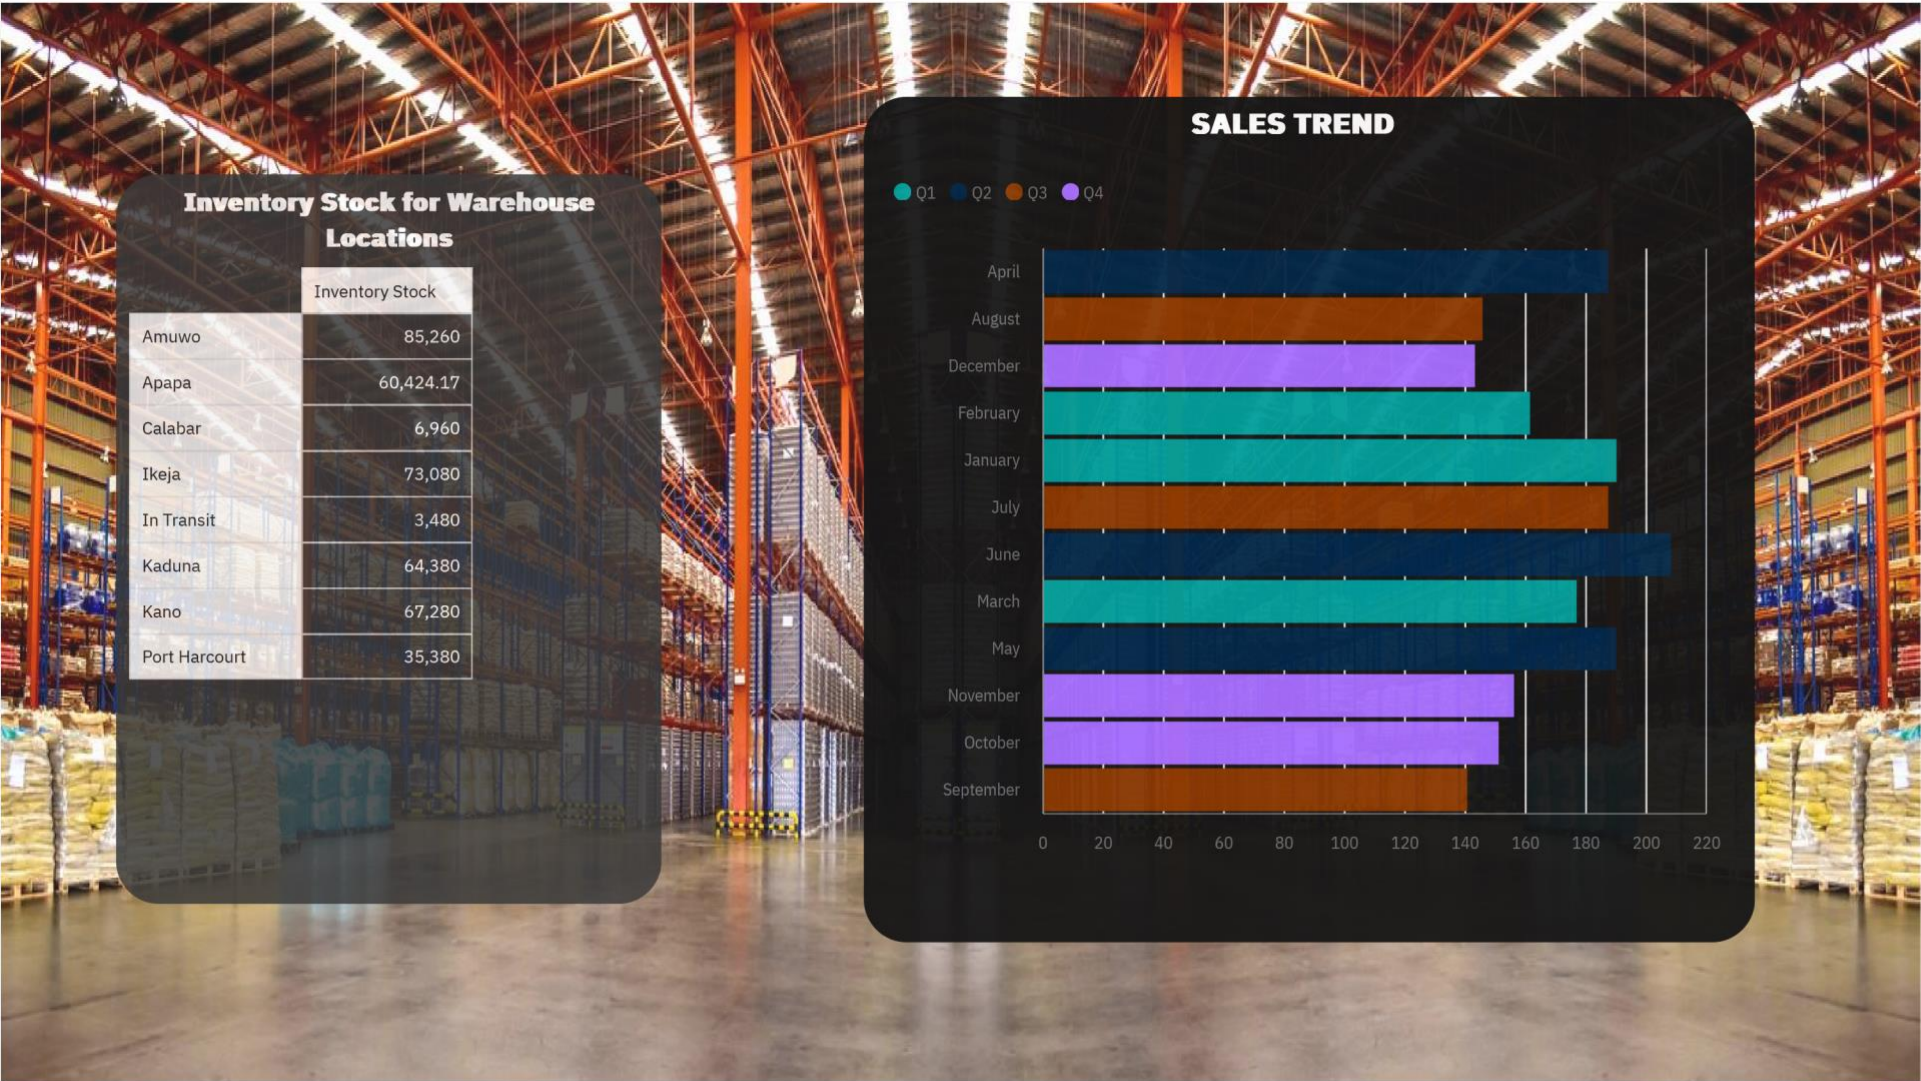 Inventory Stock for Warehouse
Locations
Inventory Stock
Amuwo 85,260
Apapa 60,424.17
Calabar 6,960
Ikeja 73,080
In Transit 3,480
Kaduna 64,380
Kano 67,280
Port Harcourt 35,380
SALES TREND
Q1 Q2 Q3 Q4
April
August
December
February
January
July
June
March
May
November
October
September
0 20 40 60 80 100 120 140 160 180 200 220